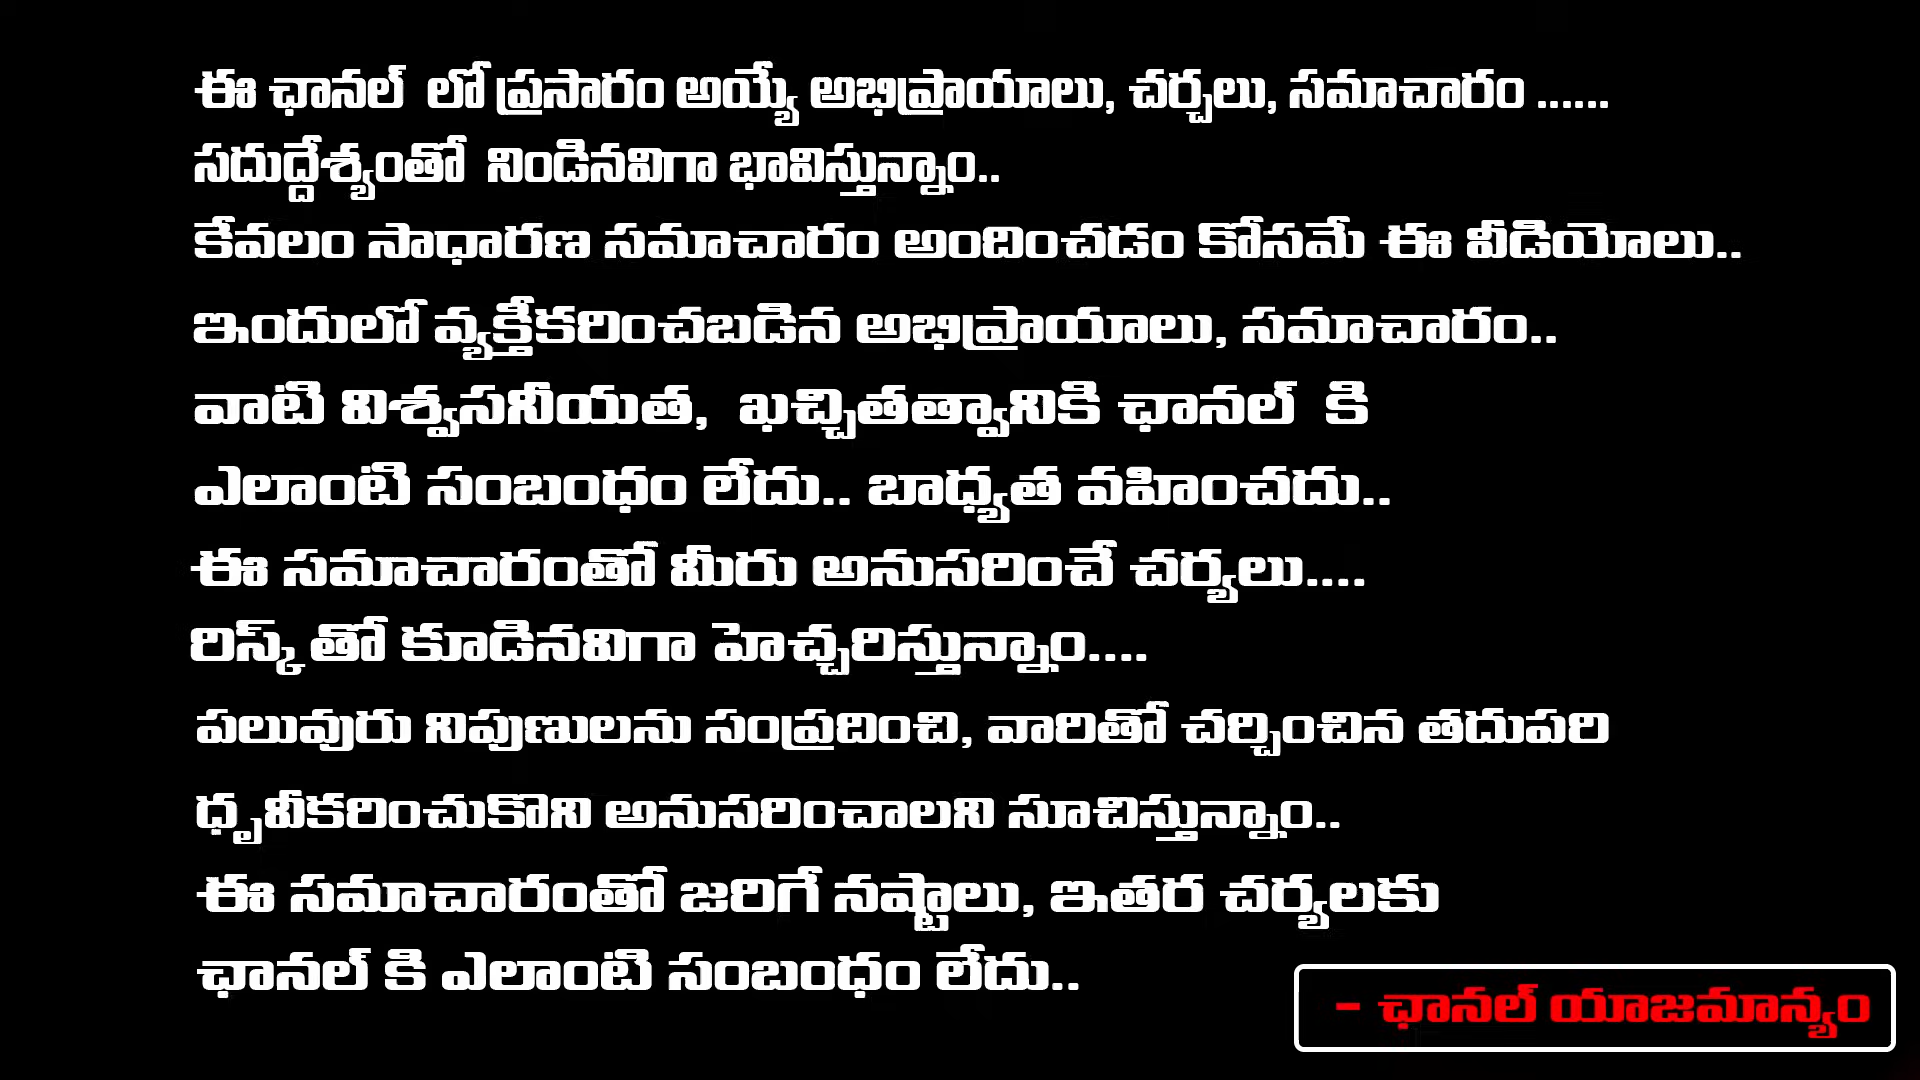 ఈ ఛానల్ లో ప్రసారం అయ్యే అభిప్రాయాలు, చర్చలు, సమాచారం ......
సదుద్దేశ్యంతో నిండినవిగా భావిస్తున్నాం..
కేవలం సాధారణ సమాచారం అందించడం కోసమే ఈ వీడియోలు..
ఇందులో వ్యక్తీకరించబడిన అభిప్రాయాలు, సమాచారం..
వాటి విశ్వసనీయత, ఖచ్చితత్వానికి ఛానల్ కి
ఎలాంటి సంబంధం లేదు.. బాధ్యత వహించదు..
ఈ సమాచారంతో మీరు అనుసరించే చర్యలు....
రిస్క్ తో కూడినవిగా హెచ్చరిస్తున్నాం....
పలువురు నిపుణులను సంప్రదించి, వారితో చర్చించిన తదుపరి
ధృవీకరించుకొని అనుసరించాలని సూచిస్తున్నాం..
ఈ సమాచారంతో జరిగే నష్టాలు, ఇతర చర్యలకు
ఛానల్ కి ఎలాంటి సంబంధం లేదు..
- ఛానల్ యాజమాన్యం